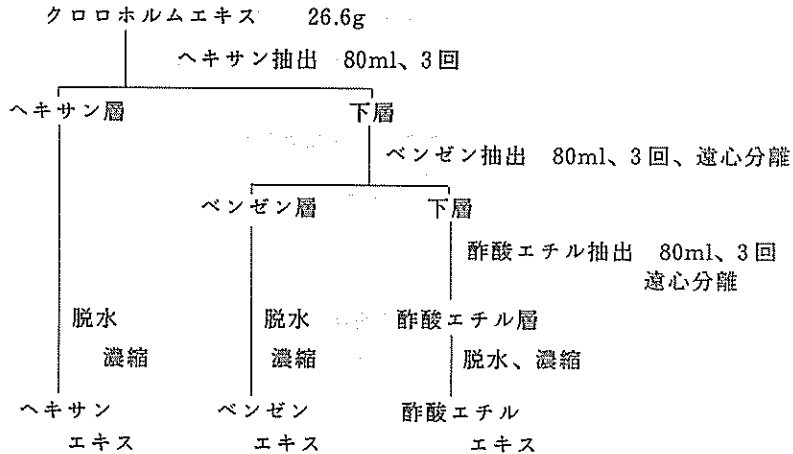 クロロホルムエキス 26.6g
ヘキサン抽出 80ml、3回
ヘキサン層 下層
ベンゼン抽出 80ml、3回、遠心分離
ベンゼン層 下層
酢酸エチル抽出 80ml、3回
遠心分離
脱水 脱水 酢酸エチル層
濃縮 濃縮 脱水、濃縮
ヘキサン ベンゼン 酢酸エチル
エキス エキス エキス